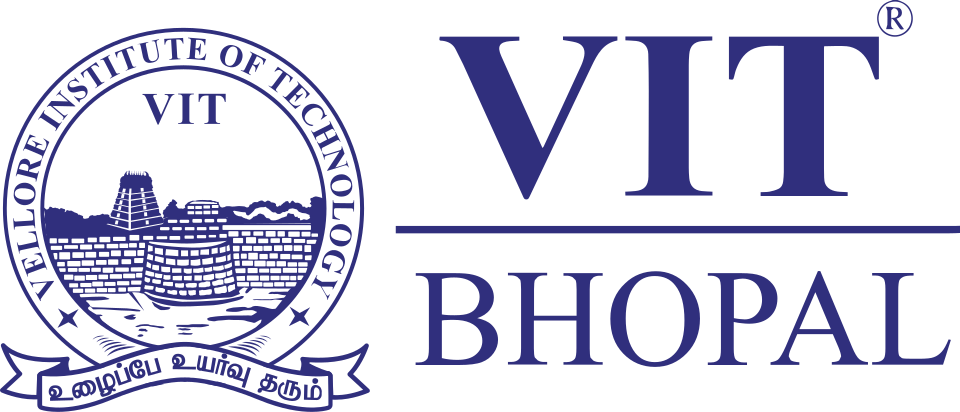 VELLORE INSTITUTE OF TECHNOLOGY
VIT
உழைப்பே உயர்வு தரும்
VIT®
BHOPAL